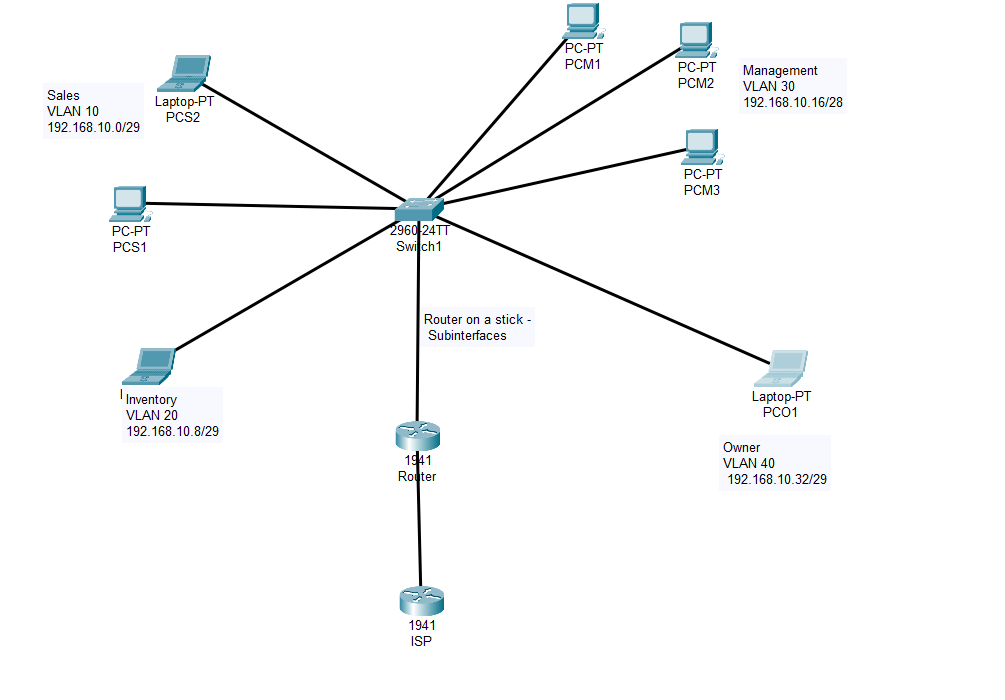 PC-PT
PCM1
PC-PT
PCM2
Management
VLAN 30
192.168.10.16/28
Sales
VLAN 10
192.168.10.0/29
Laptop-PT
PCS2
PC-PT
PCM3
PC-PT
PCS1
2960-24TT
Switch1
Router on a stick -
Subinterfaces
Inventory
VLAN 20
192.168.10.8/29
Laptop-PT
PCO1
Owner
VLAN 40
192.168.10.32/29
1941
Router
1941
ISP